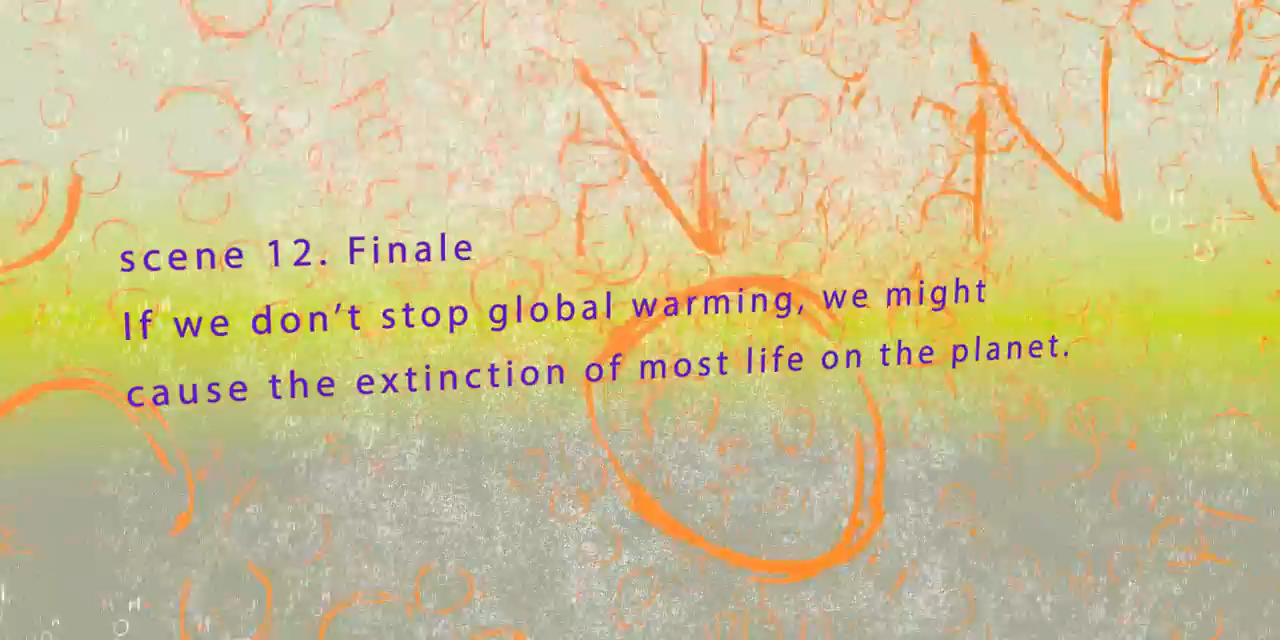 N N
scene 12. Finale
If we don't stop global warming, we might
cause the extinction of most life on the planet.
O